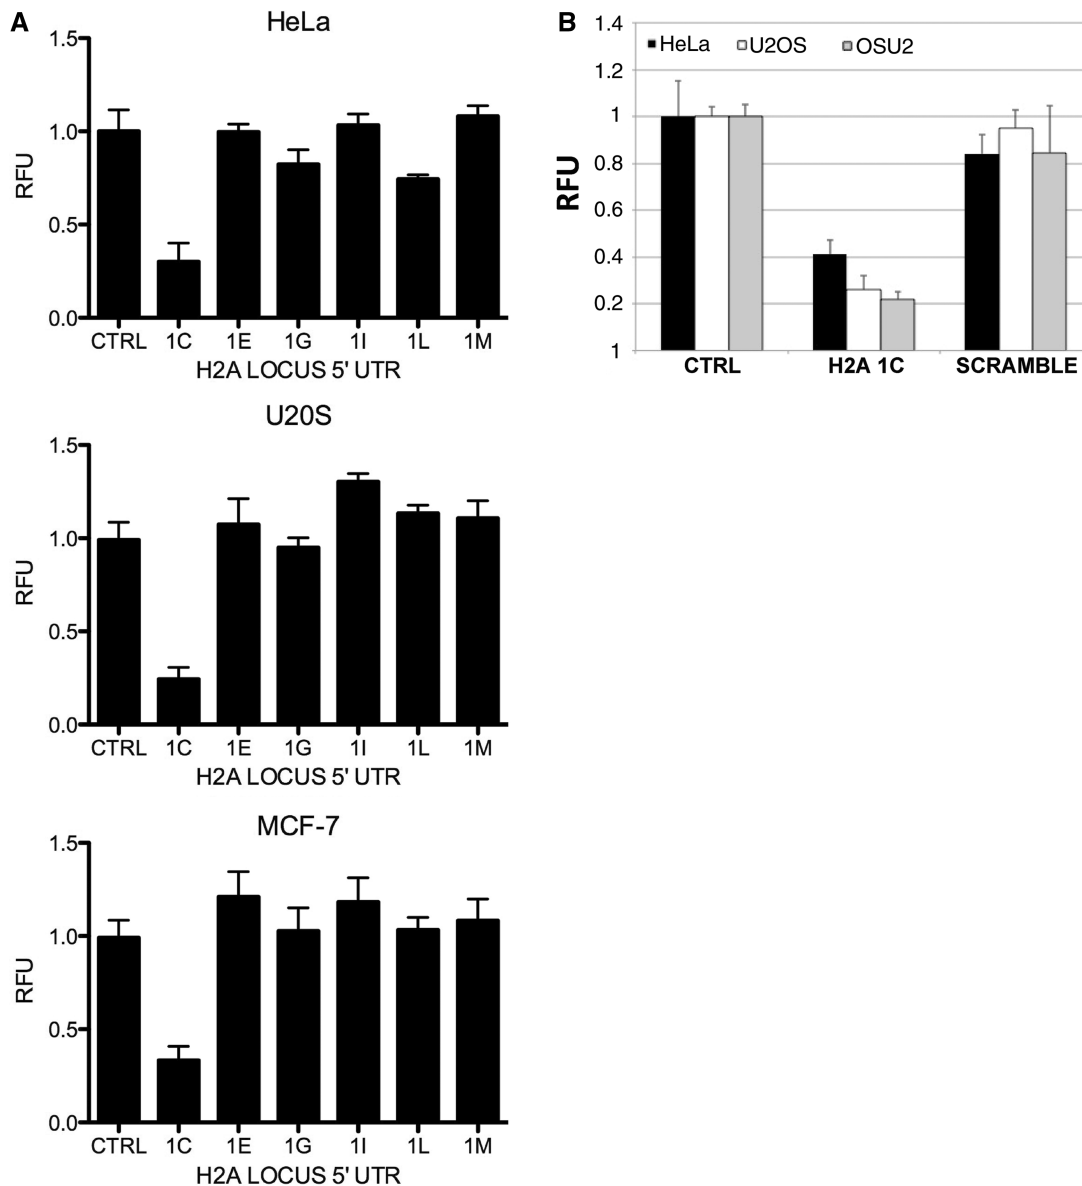 A
HeLa
1.5
1.0
0.5
0.0
RFU
CTRL 1C 1E 1G 1I 1L 1M
H2A LOCUS 5' UTR
U20S
1.5
1.0
0.5
0.0
RFU
CTRL 1C 1E 1G 1I 1L 1M
H2A LOCUS 5' UTR
MCF-7
1.5
1.0
0.5
0.0
RFU
CTRL 1C 1E 1G 1I 1L 1M
H2A LOCUS 5' UTR
B
HeLa U2OS OSU2
1.4
1.2
1
0.8
0.6
0.4
0.2
1
RFU
CTRL H2A 1C SCRAMBLE